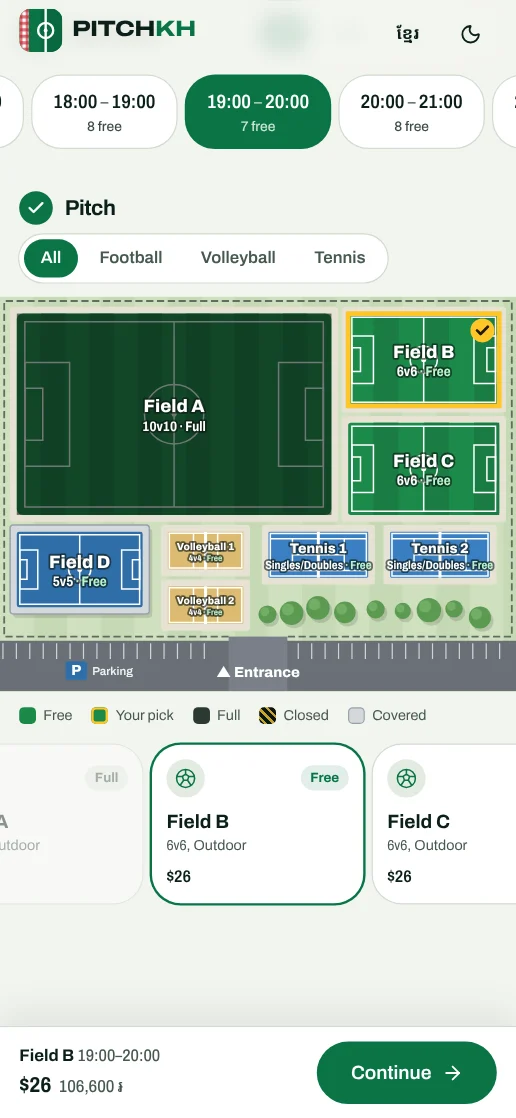 PITCHKH
ខ្មែរ
18:00 – 19:00
8 free
19:00 – 20:00
7 free
20:00 – 21:00
8 free
Pitch
All
Football
Volleyball
Tennis
Field A
10v10 · Full
Field B
6v6 · Free
Field C
6v6 · Free
Field D
5v5 · Free
Volleyball 1
4v4 · Free
Volleyball 2
4v4 · Free
Tennis 1
Singles/Doubles · Free
Tennis 2
Singles/Doubles · Free
P Parking
Entrance
Free
Your pick
Full
Closed
Covered
Full
A
utdoor
Free
Field B
6v6, Outdoor
$26
Field C
6v6, Outdoor
$26
Field B 19:00–20:00
$26 106,600 ៛
Continue